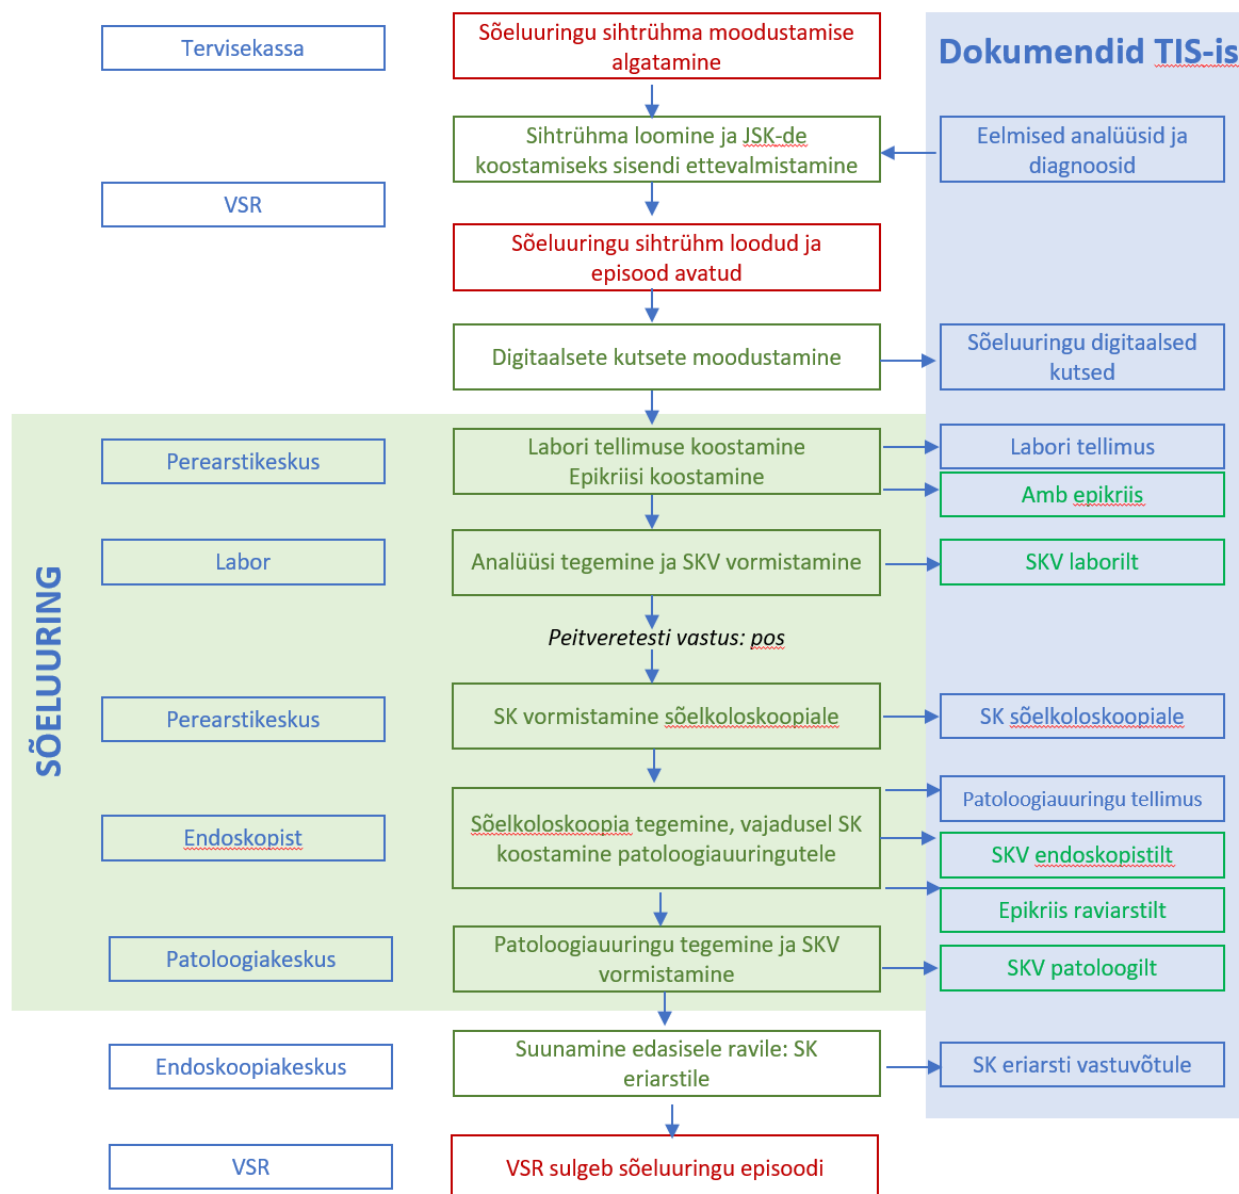 Tervisekassa
Sõeluuringu sihtrühma moodustamise
algatamine
Dokumendid TIS-is
Sihtrühma loomine ja JSK-de
koostamiseks sisendi ettevalmistamine
Eelmised analüüsid ja
diagnoosid
VSR
Sõeluuringu sihtrühm loodud ja
episood avatud
Digitaalsete kutsete moodustamine
Sõeluuringu digitaalsed
kutsed
SÕELUURING
Perearstikeskus
Labori tellimuse koostamine
Epikriisi koostamine
Labori tellimus
Amb epikriis
Labor
Analüüsi tegemine ja SKV vormistamine
SKV laborilt
Peitveretesti vastus: pos
Perearstikeskus
SK vormistamine sõelkoloskoopiale
SK sõelkoloskoopiale
Endoskopist
Sõelkoloskoopia tegemine, vajadusel SK
koostamine patoloogiauuringutele
Patoloogiauuringu tellimus
SKV endoskopistilt
Epikriis raviarstilt
Patoloogiakeskus
Patoloogiauuringu tegemine ja SKV
vormistamine
SKV patoloogilt
Endoskoopiakeskus
Suunamine edasisele ravile: SK
eriarstile
SK eriarsti vastuvõtule
VSR
VSR sulgeb sõeluuringu episoodi